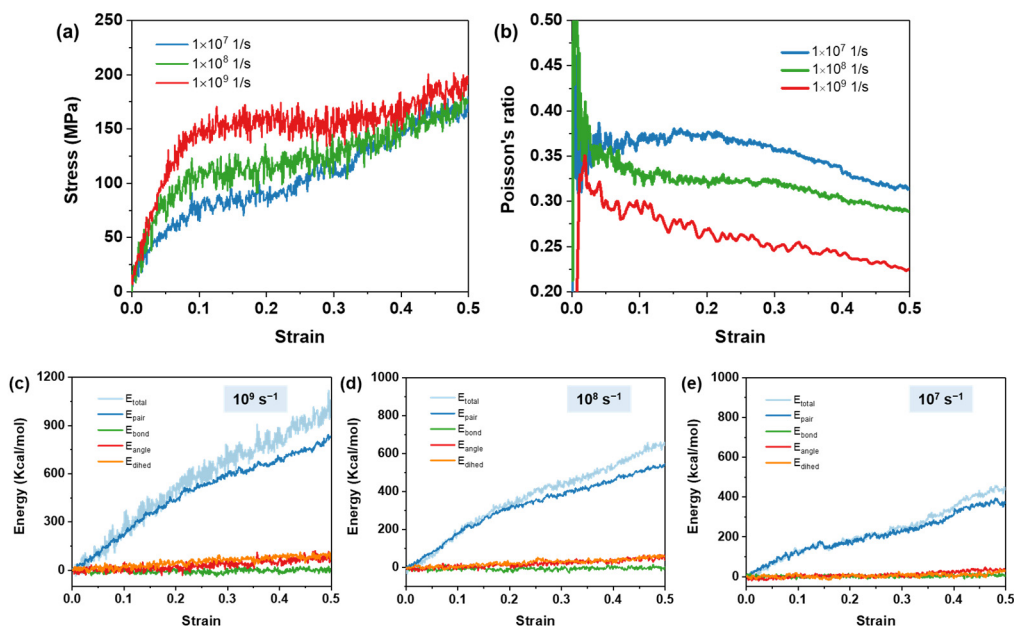 (a)
1×10⁷ 1/s
1×10⁸ 1/s
1×10⁹ 1/s
Stress (MPa)
250
200
150
100
50
0
0.0 0.1 0.2 0.3 0.4 0.5
Strain
(b)
1×10⁷ 1/s
1×10⁸ 1/s
1×10⁹ 1/s
Poisson's ratio
0.50
0.45
0.40
0.35
0.30
0.25
0.20
0.0 0.1 0.2 0.3 0.4 0.5
Strain
(c)
10⁹ s⁻¹
E_total
E_pair
E_bond
E_angle
E_dihed
Energy (Kcal/mol)
1200
900
600
300
0
0.0 0.1 0.2 0.3 0.4 0.5
Strain
(d)
10⁸ s⁻¹
E_total
E_pair
E_bond
E_angle
E_dihed
Energy (Kcal/mol)
1000
800
600
400
200
0
0.0 0.1 0.2 0.3 0.4 0.5
Strain
(e)
10⁷ s⁻¹
E_total
E_pair
E_bond
E_angle
E_dihed
Energy (Kcal/mol)
1000
800
600
400
200
0
0.0 0.1 0.2 0.3 0.4 0.5
Strain